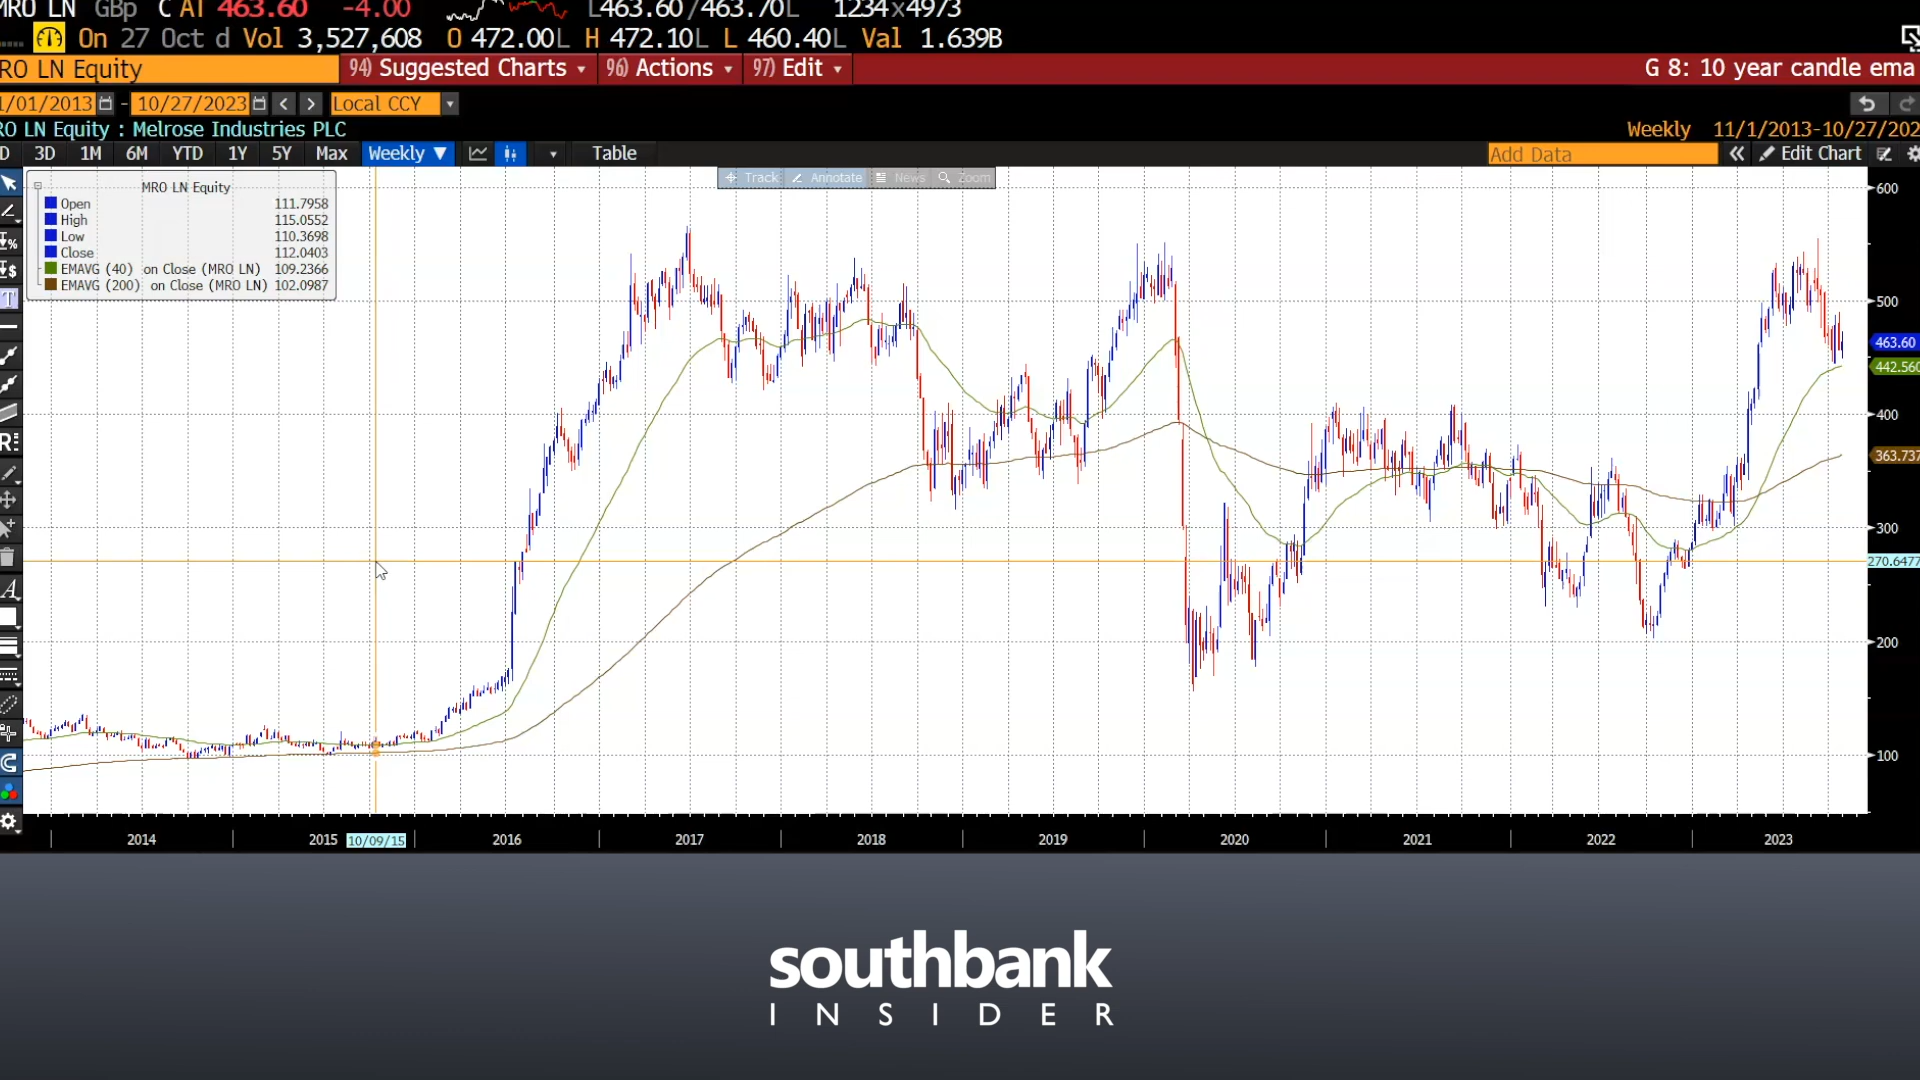 MRO LN GBp C AT 463.60 -4.00 L463.60/463.70L 1234x4973
On 27 Oct d Vol 3,527,608 O 472.00L H 472.10L L 460.40L Val 1.639B
RO LN Equity 94) Suggested Charts 96) Actions 97) Edit G 8: 10 year candle ema
1/01/2013 - 10/27/2023 < > Local CCY
RO LN Equity : Melrose Industries PLC Weekly 11/1/2013-10/27/202
D 3D 1M 6M YTD 1Y 5Y Max Weekly ▼ Table Add Data « Edit Chart
Track Annotate News Zoom
MRO LN Equity
Open 111.7958
High 115.0552
Low 110.3698
Close 112.0403
EMAVG (40) on Close (MRO LN) 109.2366
EMAVG (200) on Close (MRO LN) 102.0987
600
500
463.60
442.560
400
363.737
300
270.6477
200
100
2014 2015 10/09/15 2016 2017 2018 2019 2020 2021 2022 2023
southbank
INSIDER